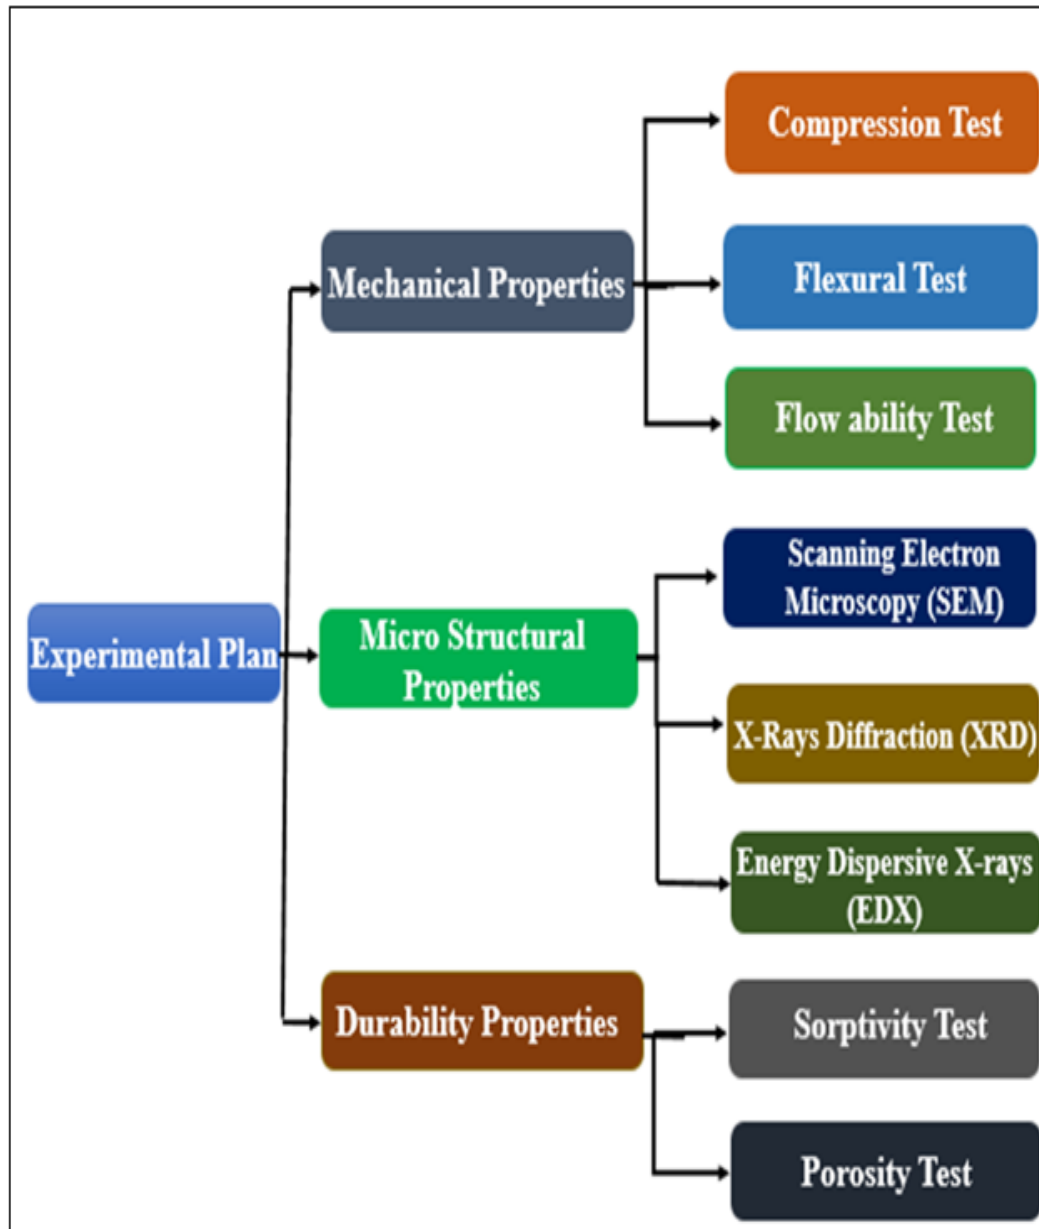 Experimental Plan
Mechanical Properties
Compression Test
Flexural Test
Flow ability Test
Micro Structural
Properties
Scanning Electron
Microscopy (SEM)
X-Rays Diffraction (XRD)
Energy Dispersive X-rays
(EDX)
Durability Properties
Sorptivity Test
Porosity Test